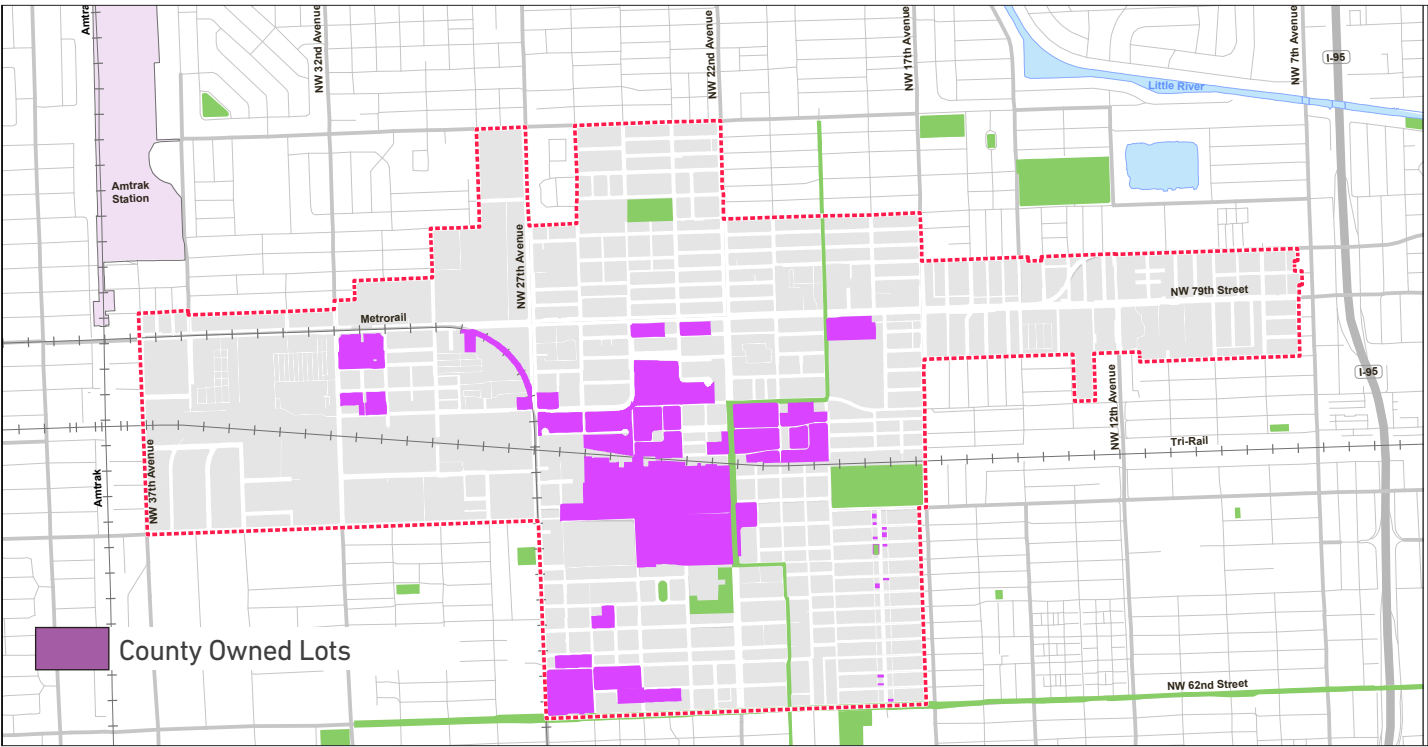 Amtra
NW 32nd Avenue
NW 22nd Avenue
NW 17th Avenue
NW 7th Avenue
I-95
Little River
Amtrak
Station
NW 27th Avenue
NW 79th Street
Metrorail
I-95
NW 12th Avenue
NW 37th Avenue
Tri-Rail
Amtrak
County Owned Lots
NW 62nd Street